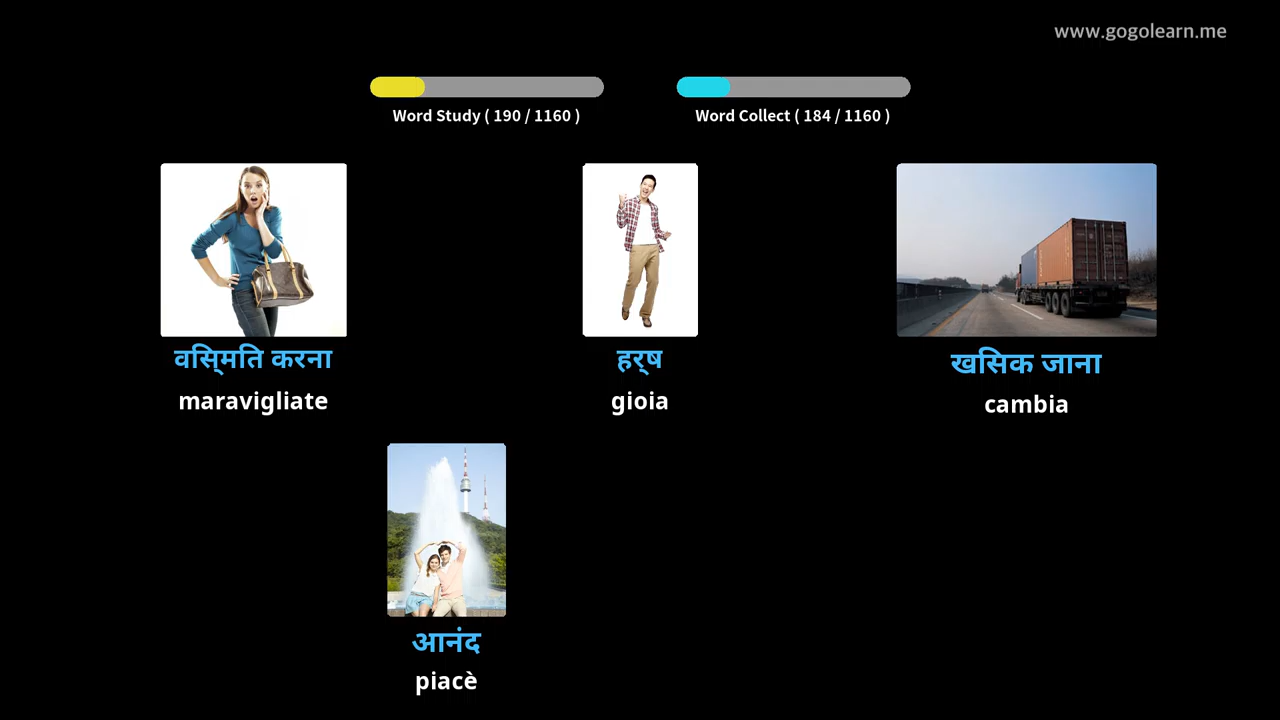 www.gogolearn.me
Word Study ( 190 / 1160 )
Word Collect ( 184 / 1160 )
वस्मिति करना
हर्ष
खसिक जाना
maravigliate
gioia
cambia
आनंद
piacè